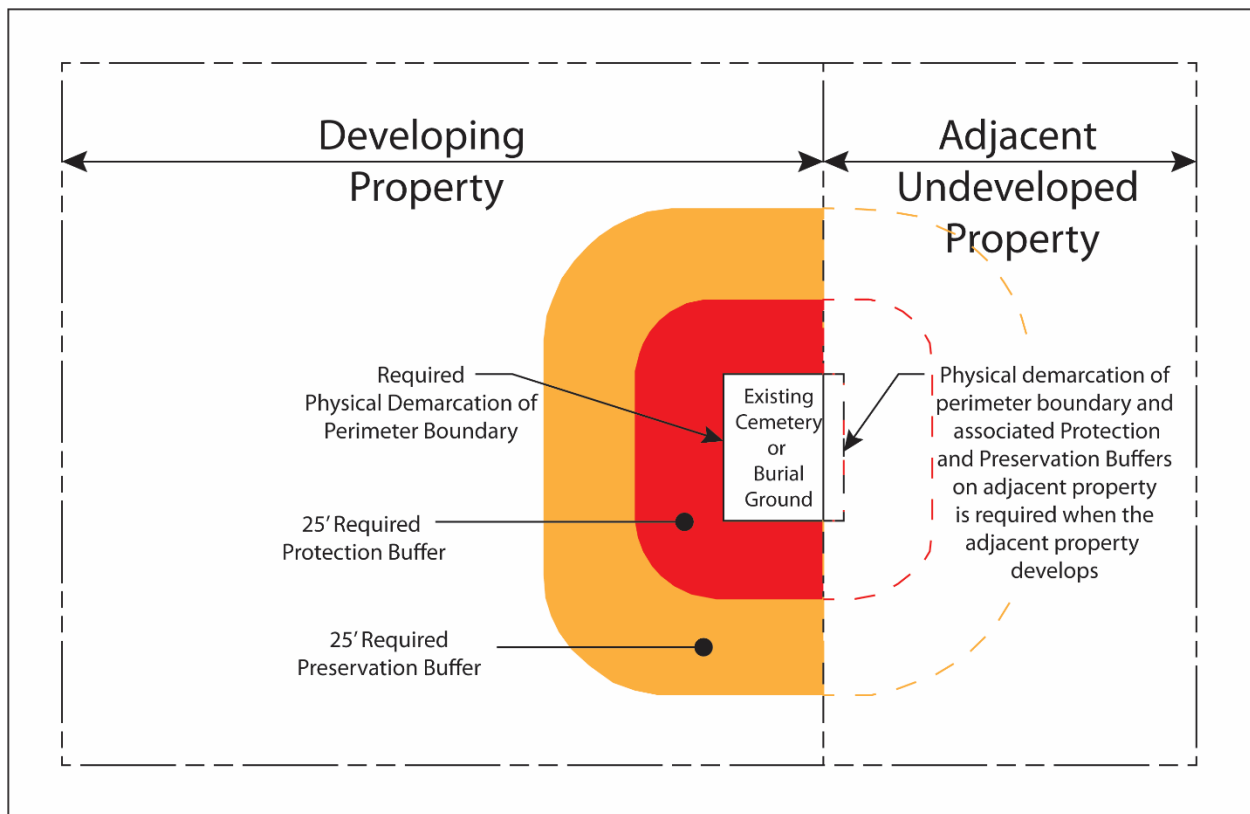 Developing
Property
Adjacent
Undeveloped
Property
Required
Physical Demarcation of
Perimeter Boundary
Existing
Cemetery
or
Burial
Ground
Physical demarcation of
perimeter boundary and
associated Protection
and Preservation Buffers
on adjacent property
is required when the
adjacent property
develops
25’ Required
Protection Buffer
25’ Required
Preservation Buffer